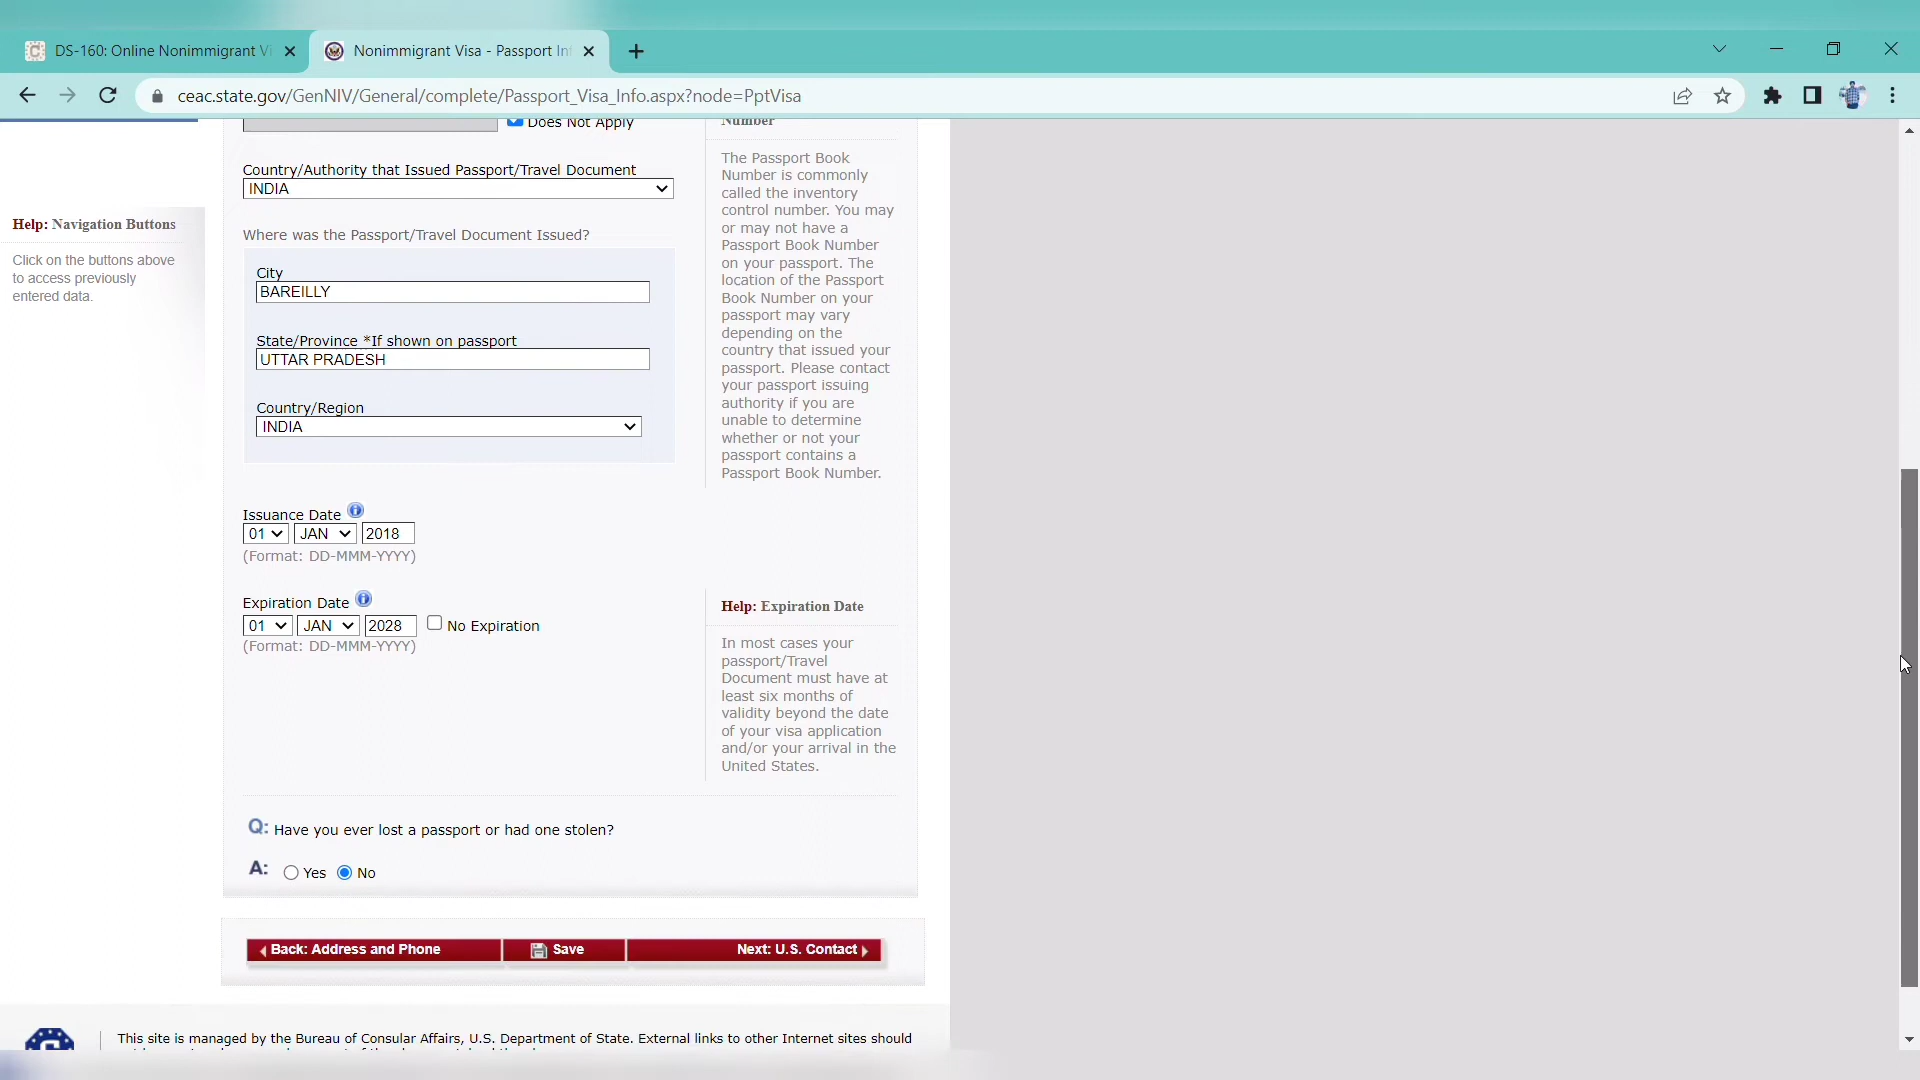 DS-160: Online Nonimmigrant Vi
Nonimmigrant Visa - Passport In
ceac.state.gov/GenNIV/General/complete/Passport_Visa_Info.aspx?node=PptVisa
Does Not Apply
Number
Country/Authority that Issued Passport/Travel Document
INDIA
Where was the Passport/Travel Document Issued?
City
BAREILLY
State/Province *If shown on passport
UTTAR PRADESH
Country/Region
INDIA
Help: Navigation Buttons
Click on the buttons above
to access previously
entered data.
The Passport Book
Number is commonly
called the inventory
control number. You may
or may not have a
Passport Book Number
on your passport. The
location of the Passport
Book Number on your
passport may vary
depending on the
country that issued your
passport. Please contact
your passport issuing
authority if you are
unable to determine
whether or not your
passport contains a
Passport Book Number.
Issuance Date
01 JAN 2018
(Format: DD-MMM-YYYY)
Expiration Date
01 JAN 2028 No Expiration
(Format: DD-MMM-YYYY)
Help: Expiration Date
In most cases your
passport/Travel
Document must have at
least six months of
validity beyond the date
of your visa application
and/or your arrival in the
United States.
Q: Have you ever lost a passport or had one stolen?
A: Yes No
Back: Address and Phone Save Next: U.S. Contact
This site is managed by the Bureau of Consular Affairs, U.S. Department of State. External links to other Internet sites should